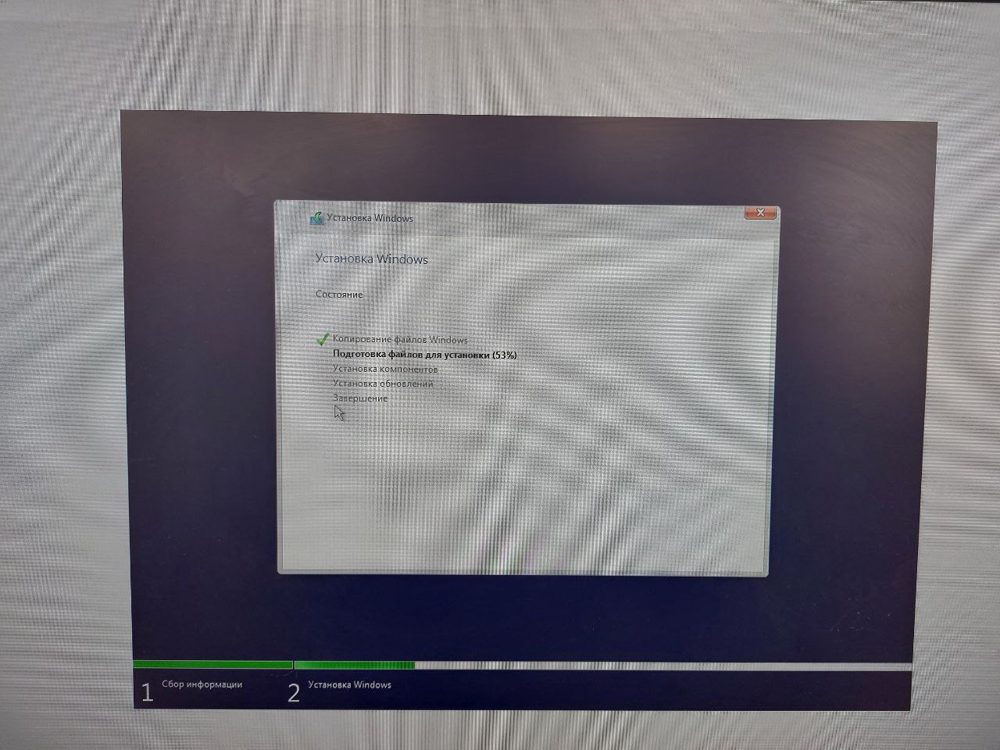 Установка Windows
Установка Windows
Состояние
Копирование файлов Windows
Подготовка файлов для установки (53%)
Установка компонентов
Установка обновлений
Завершение
1 Сбор информации
2 Установка Windows